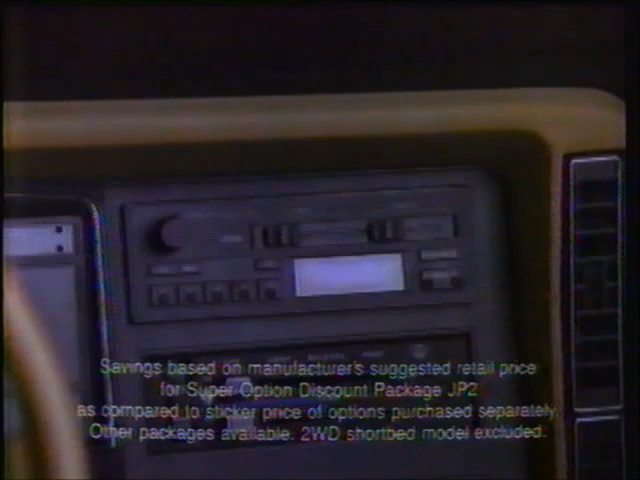 Savings based on manufacturer's suggested retail price
for Super Option Discount Package JP2
as compared to sticker price of options purchased separately.
Other packages available. 2WD shortbed model excluded.